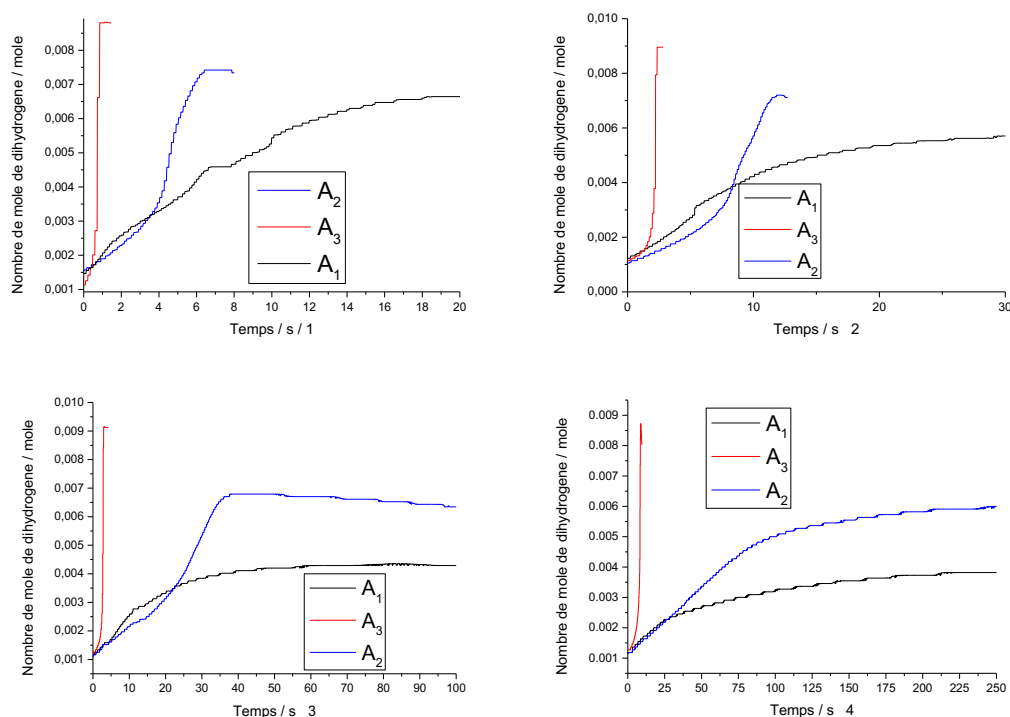 Nombre de mole de dihydrogene / mole
0,008
0,007
0,006
0,005
0,004
0,003
0,002
0,001
A2
A3
A1
0 2 4 6 8 10 12 14 16 18 20
Temps / s / 1
Nombre de mole de dihydrogene / mole
0,010
0,008
0,006
0,004
0,002
0,000
A1
A3
A2
0 10 20 30
Temps / s 2
Nombre de mole de dihydrogene / mole
0,010
0,009
0,008
0,007
0,006
0,005
0,004
0,003
0,002
0,001
A1
A3
A2
0 10 20 30 40 50 60 70 80 90 100
Temps / s 3
Nombre de mole de dihydrogene / mole
0.009
0.008
0.007
0.006
0.005
0.004
0.003
0.002
0.001
A1
A3
A2
0 25 50 75 100 125 150 175 200 225 250
Temps / s 4